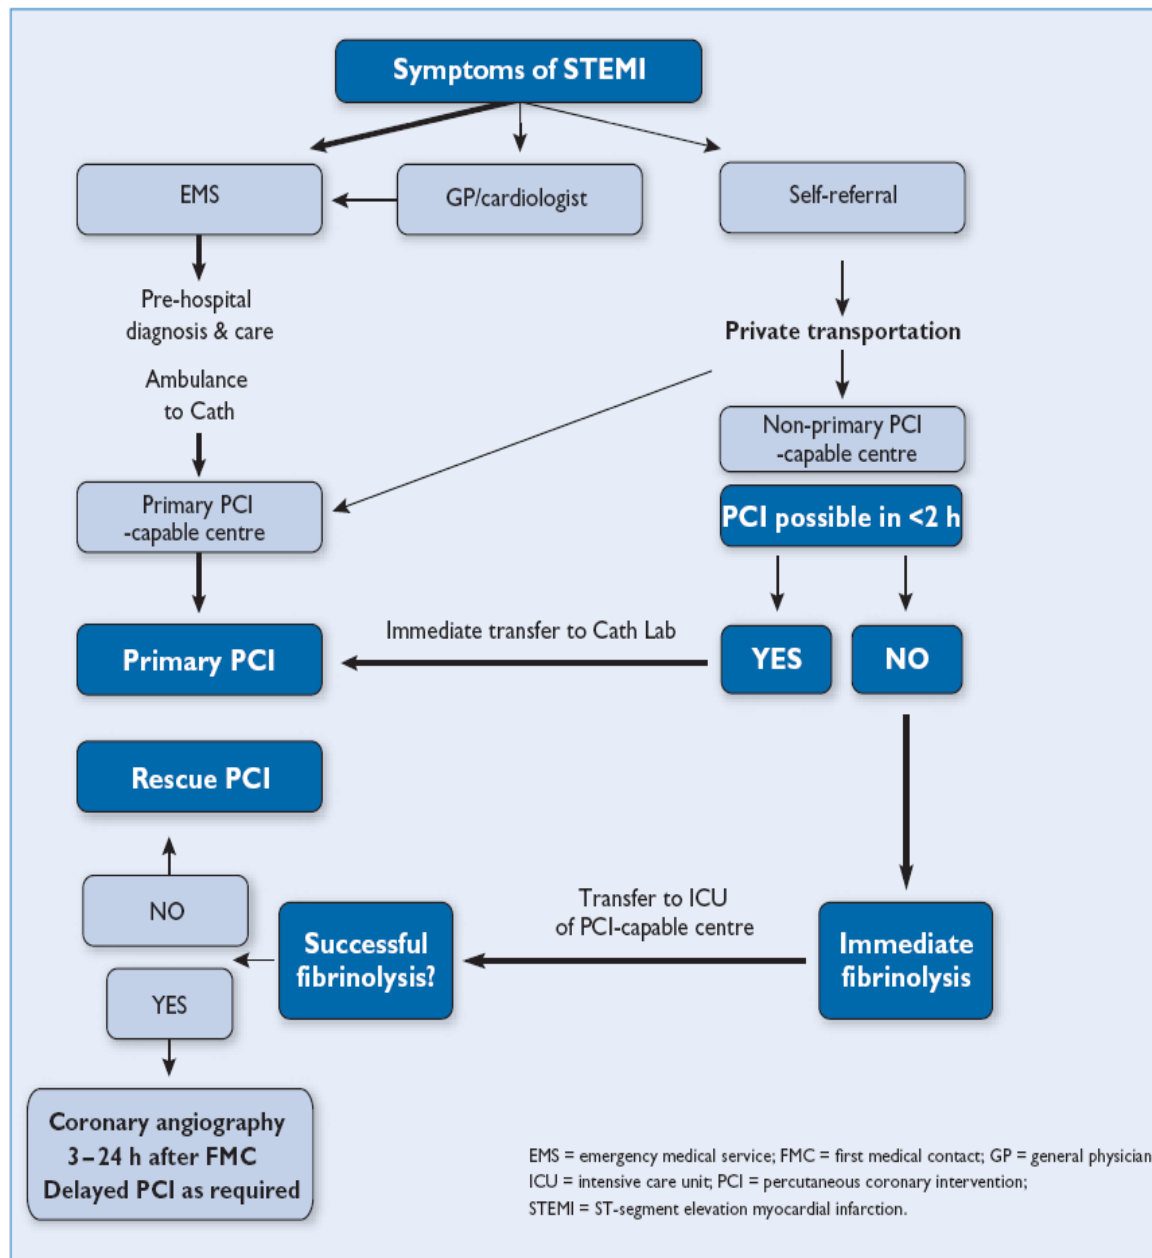 Symptoms of STEMI
EMS
GP/cardiologist
Self-referral
Pre-hospital
diagnosis & care
Private transportation
Ambulance
to Cath
Non-primary PCI
-capable centre
Primary PCI
-capable centre
PCI possible in <2 h
Immediate transfer to Cath Lab
Primary PCI
YES
NO
Rescue PCI
NO
Transfer to ICU
of PCI-capable centre
Successful
fibrinolysis?
Immediate
fibrinolysis
YES
Coronary angiography
3–24 h after FMC
Delayed PCI as required
EMS = emergency medical service; FMC = first medical contact; GP = general physician
ICU = intensive care unit; PCI = percutaneous coronary intervention;
STEMI = ST-segment elevation myocardial infarction.